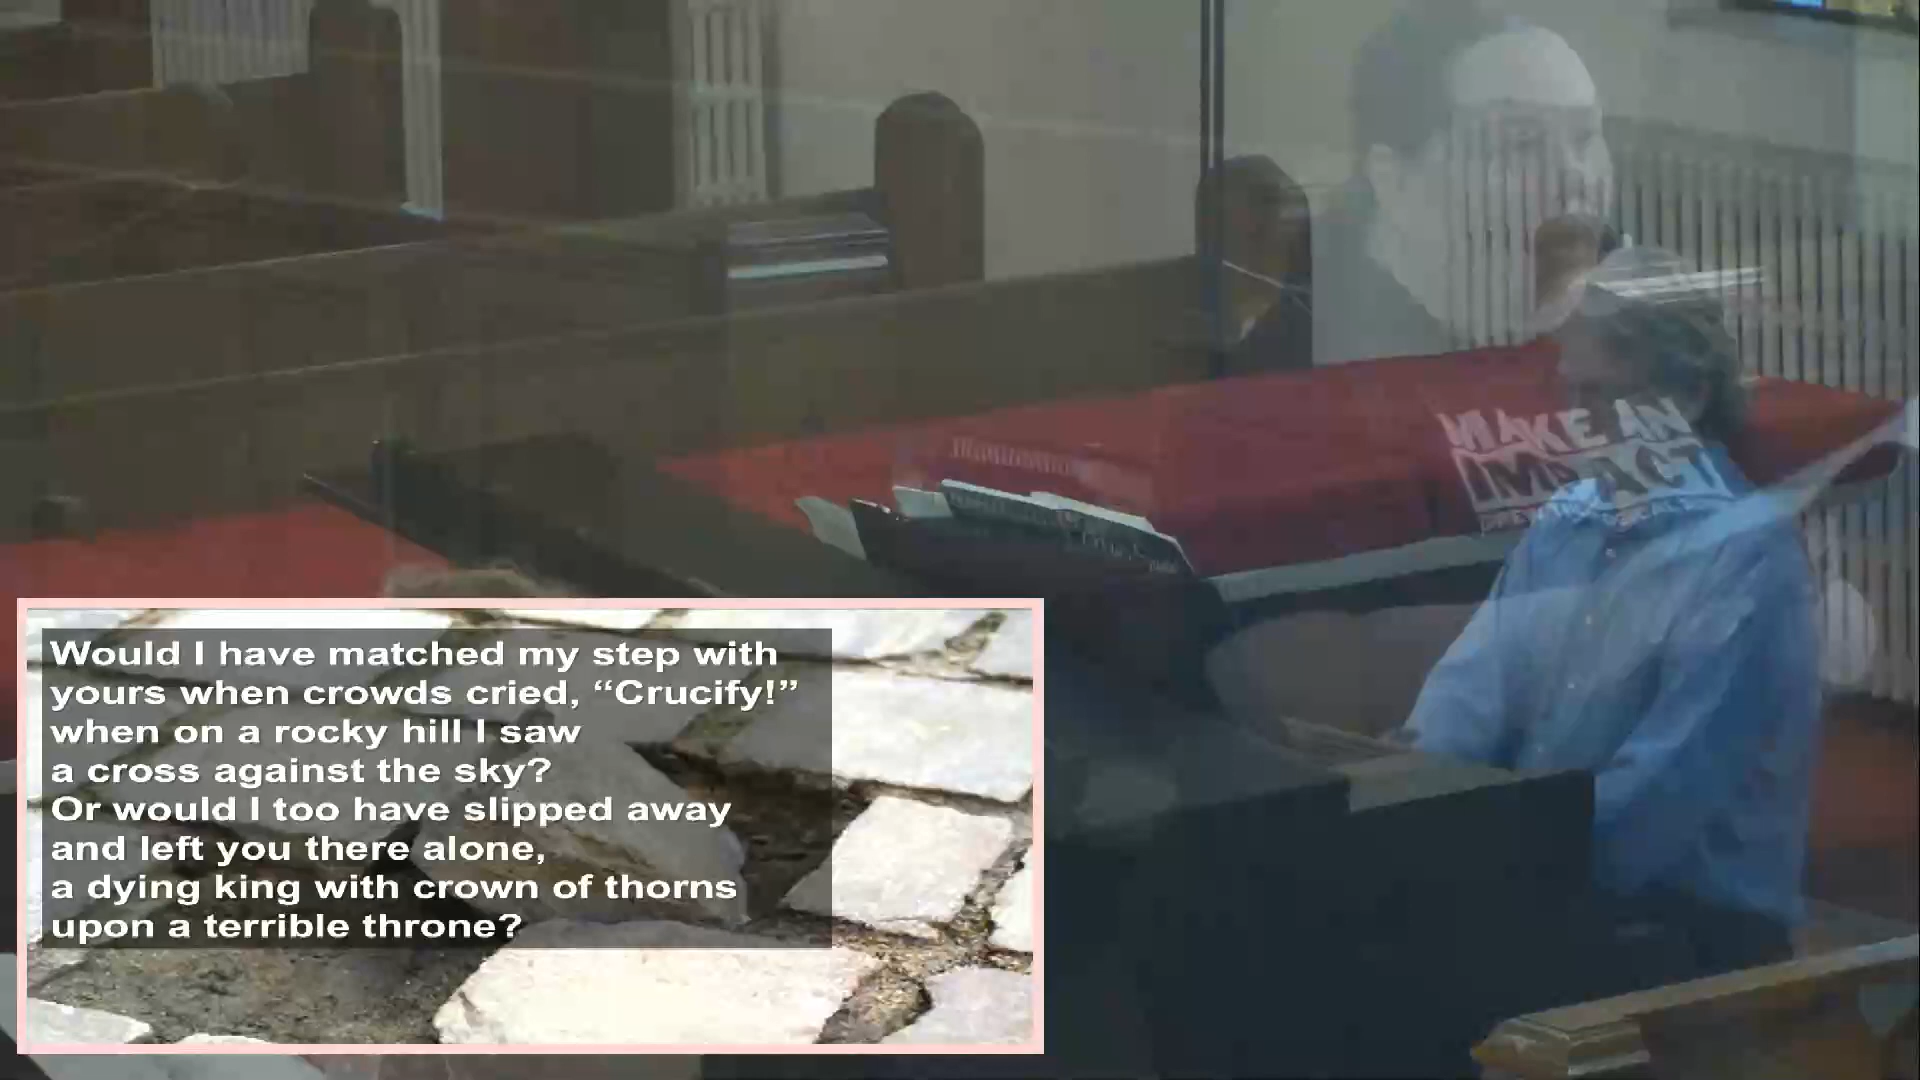 MAKE AN
IMPACT
Would I have matched my step with
yours when crowds cried, “Crucify!”
when on a rocky hill I saw
a cross against the sky?
Or would I too have slipped away
and left you there alone,
a dying king with crown of thorns
upon a terrible throne?